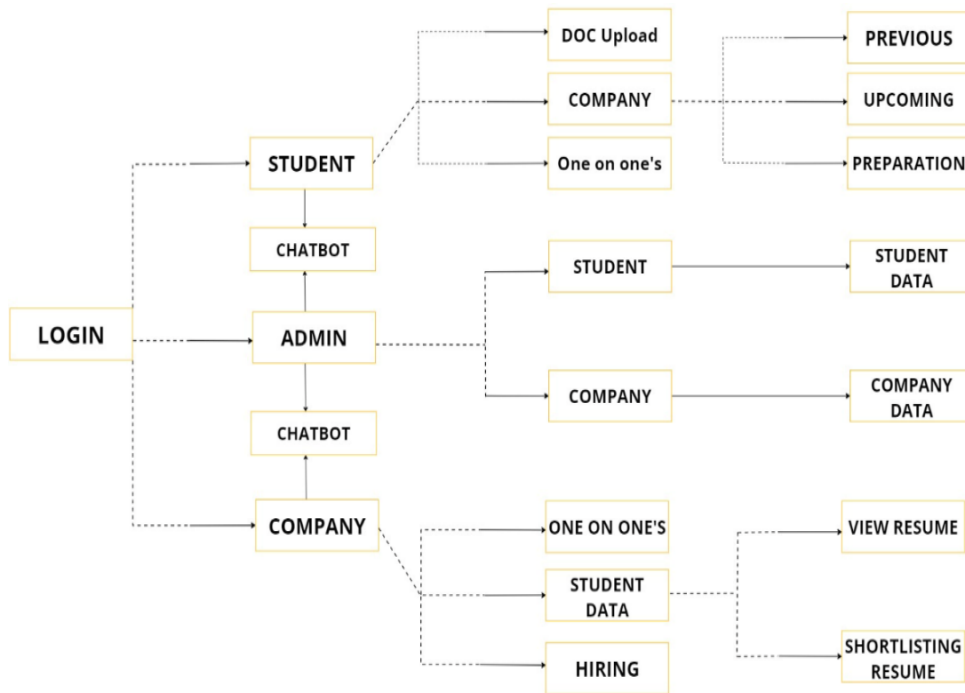 DOC Upload
PREVIOUS
COMPANY
UPCOMING
STUDENT
One on one's
PREPARATION
CHATBOT
STUDENT
STUDENT
DATA
LOGIN
ADMIN
COMPANY
COMPANY
DATA
CHATBOT
COMPANY
ONE ON ONE'S
VIEW RESUME
STUDENT
DATA
HIRING
SHORTLISTING
RESUME